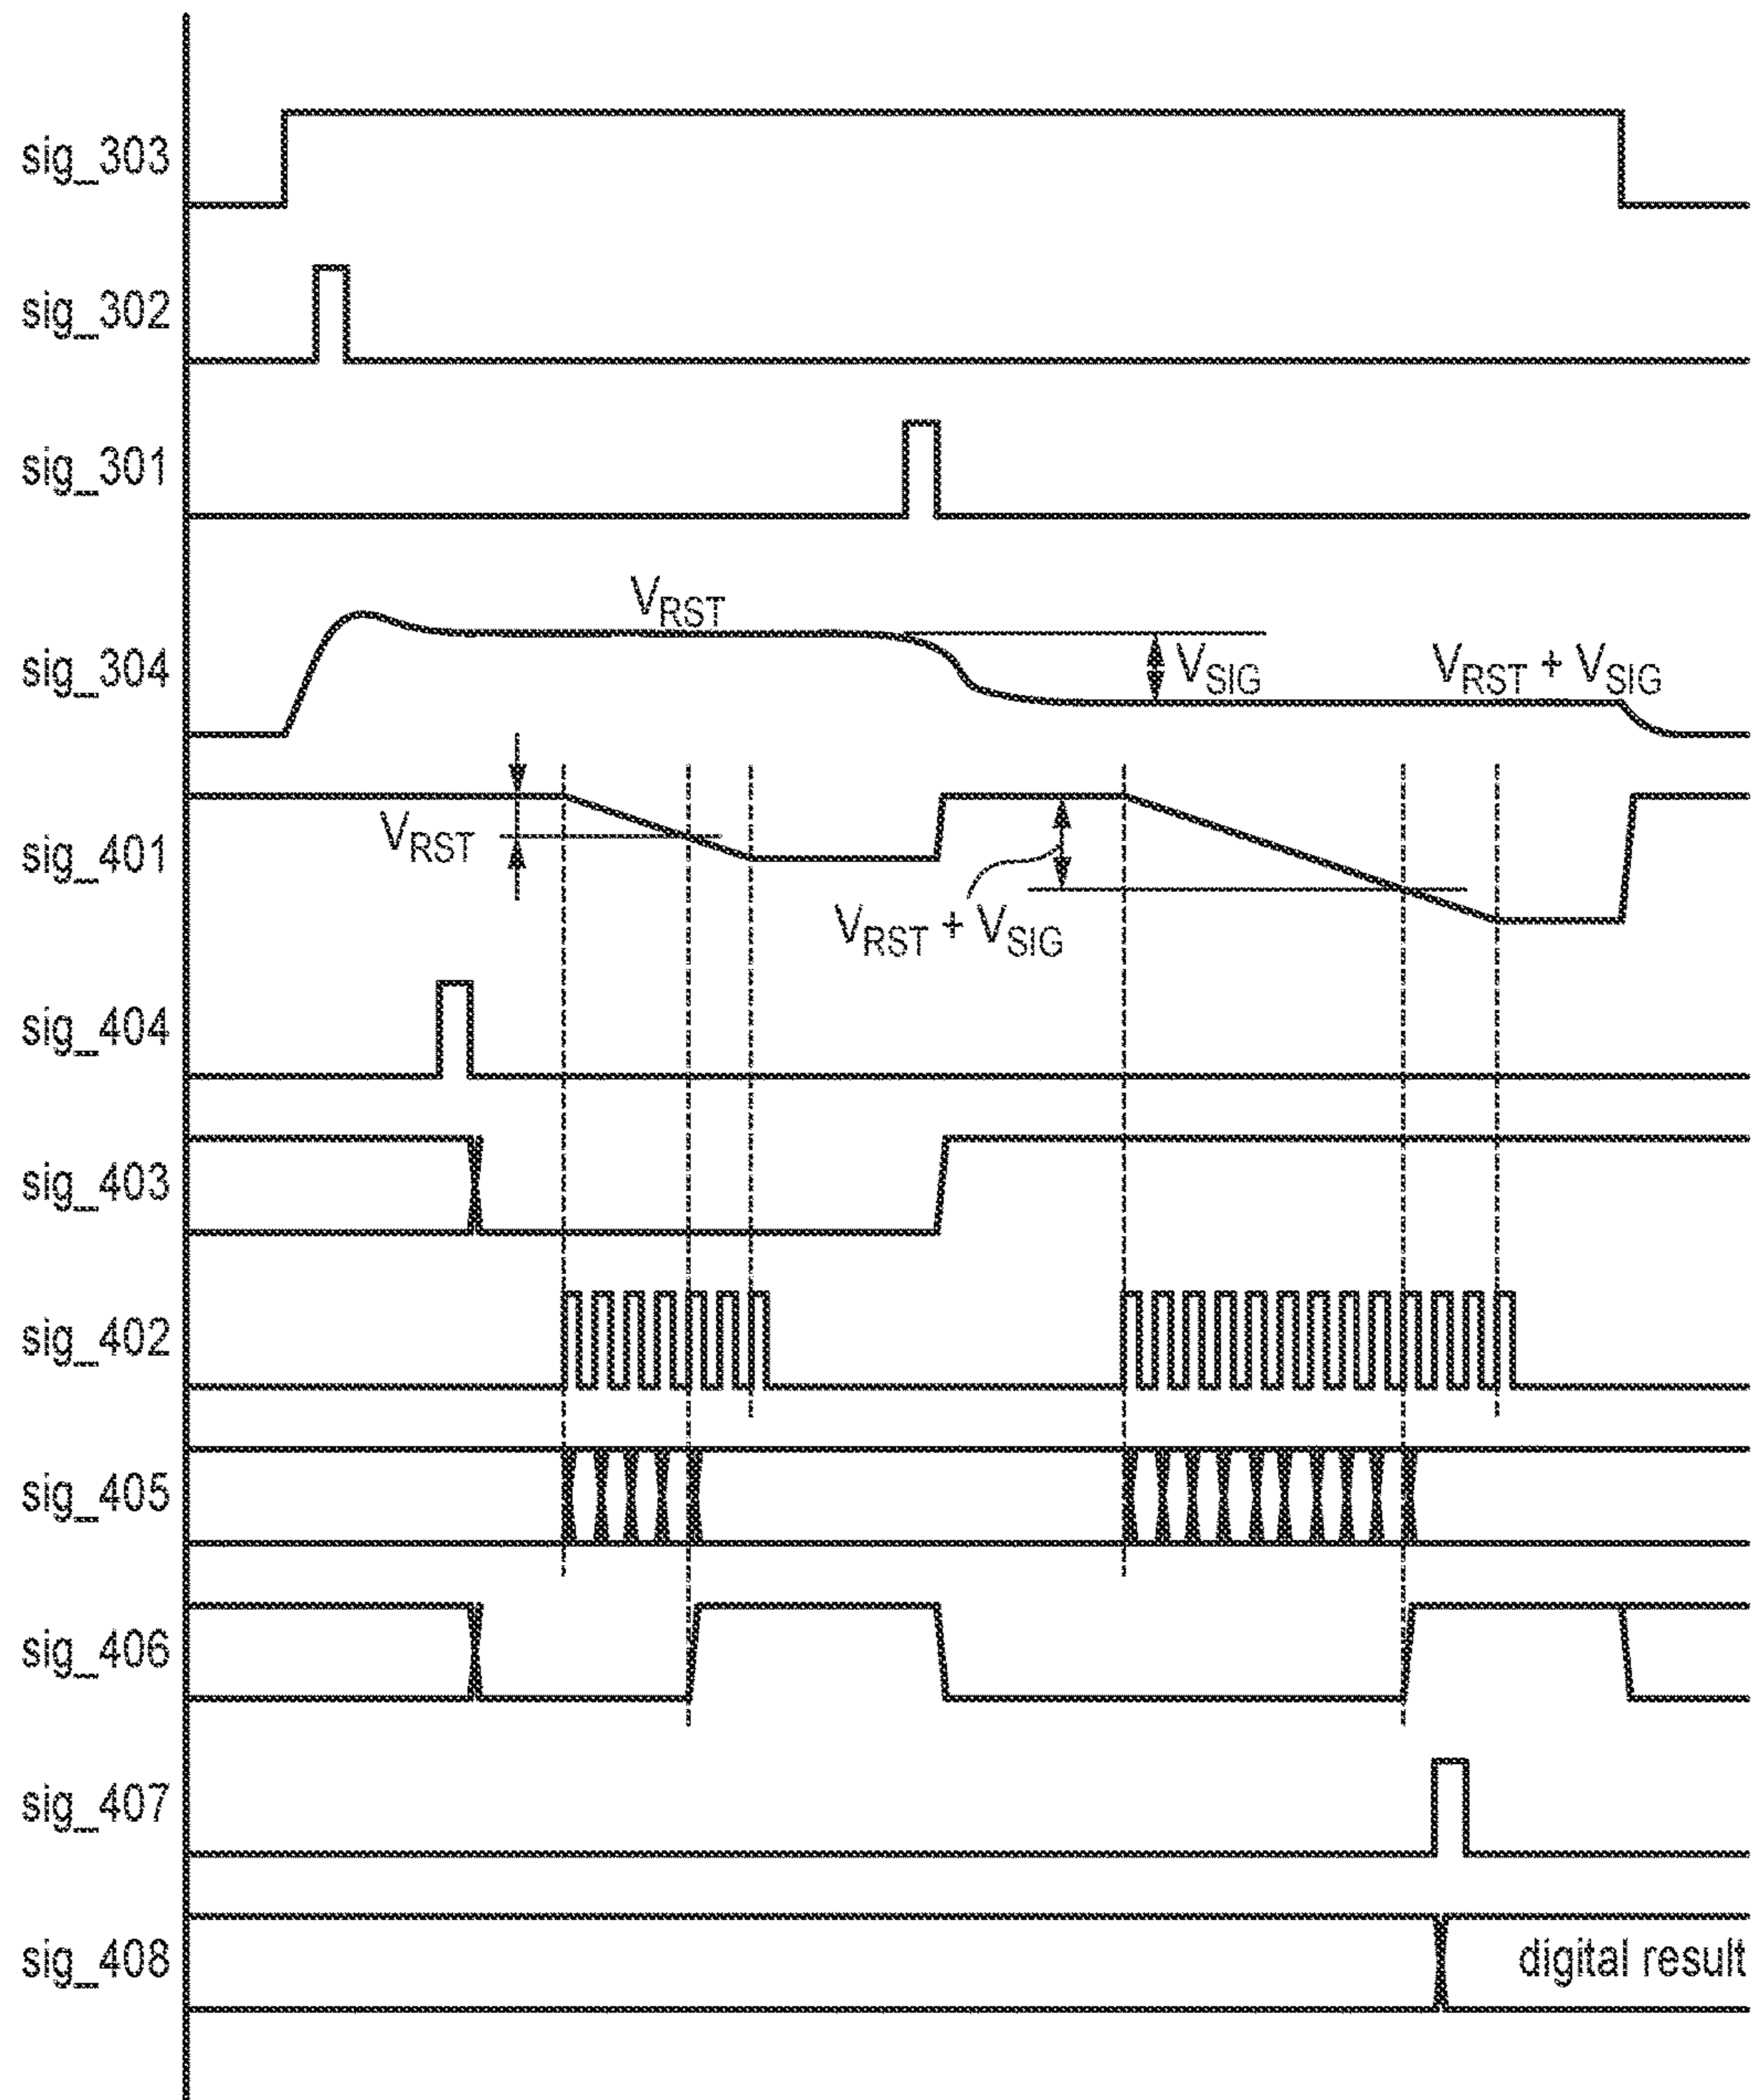 sig_303
sig_302
sig_301
V_RST
sig_304
V_SIG
V_RST + V_SIG
V_RST
sig_401
V_RST + V_SIG
sig_404
sig_403
sig_402
sig_405
sig_406
sig_407
sig_408
digital result